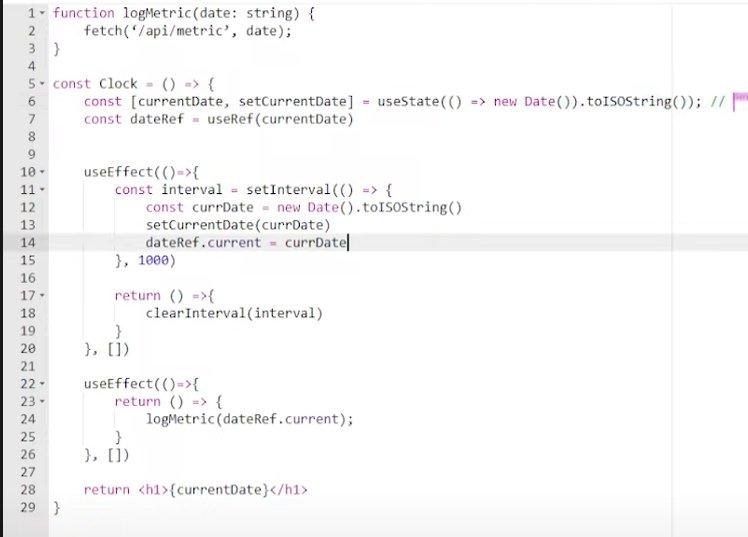 1 function logMetric(date: string) {
2 fetch(‘/api/metric’, date);
3 }
4
5 const Clock = () => {
6 const [currentDate, setCurrentDate] = useState(() => new Date()).toISOString()); //
7 const dateRef = useRef(currentDate)
8
9
10 useEffect(()=>{
11 const interval = setInterval(() => {
12 const currDate = new Date().toISOString()
13 setCurrentDate(currDate)
14 dateRef.current = currDate
15 }, 1000)
16
17 return () =>{
18 clearInterval(interval)
19 }
20 }, [])
21
22 useEffect(()=>{
23 return () => {
24 logMetric(dateRef.current);
25 }
26 }, [])
27
28 return <h1>{currentDate}</h1>
29 }